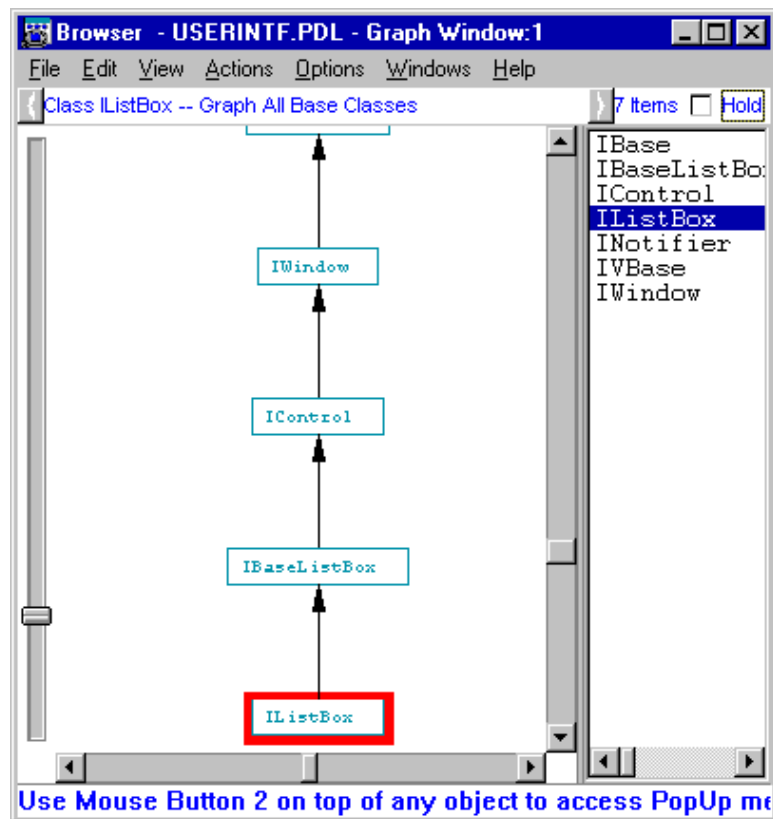 Browser - USERINTF.PDL - Graph Window:1
File Edit View Actions Options Windows Help
Class IListBox -- Graph All Base Classes
7 Items Hold
IWindow
IControl
IBaseListBox
IListBox
IBase
IBaseListBo
IControl
IListBox
INotifier
IVBase
IWindow
Use Mouse Button 2 on top of any object to access PopUp me